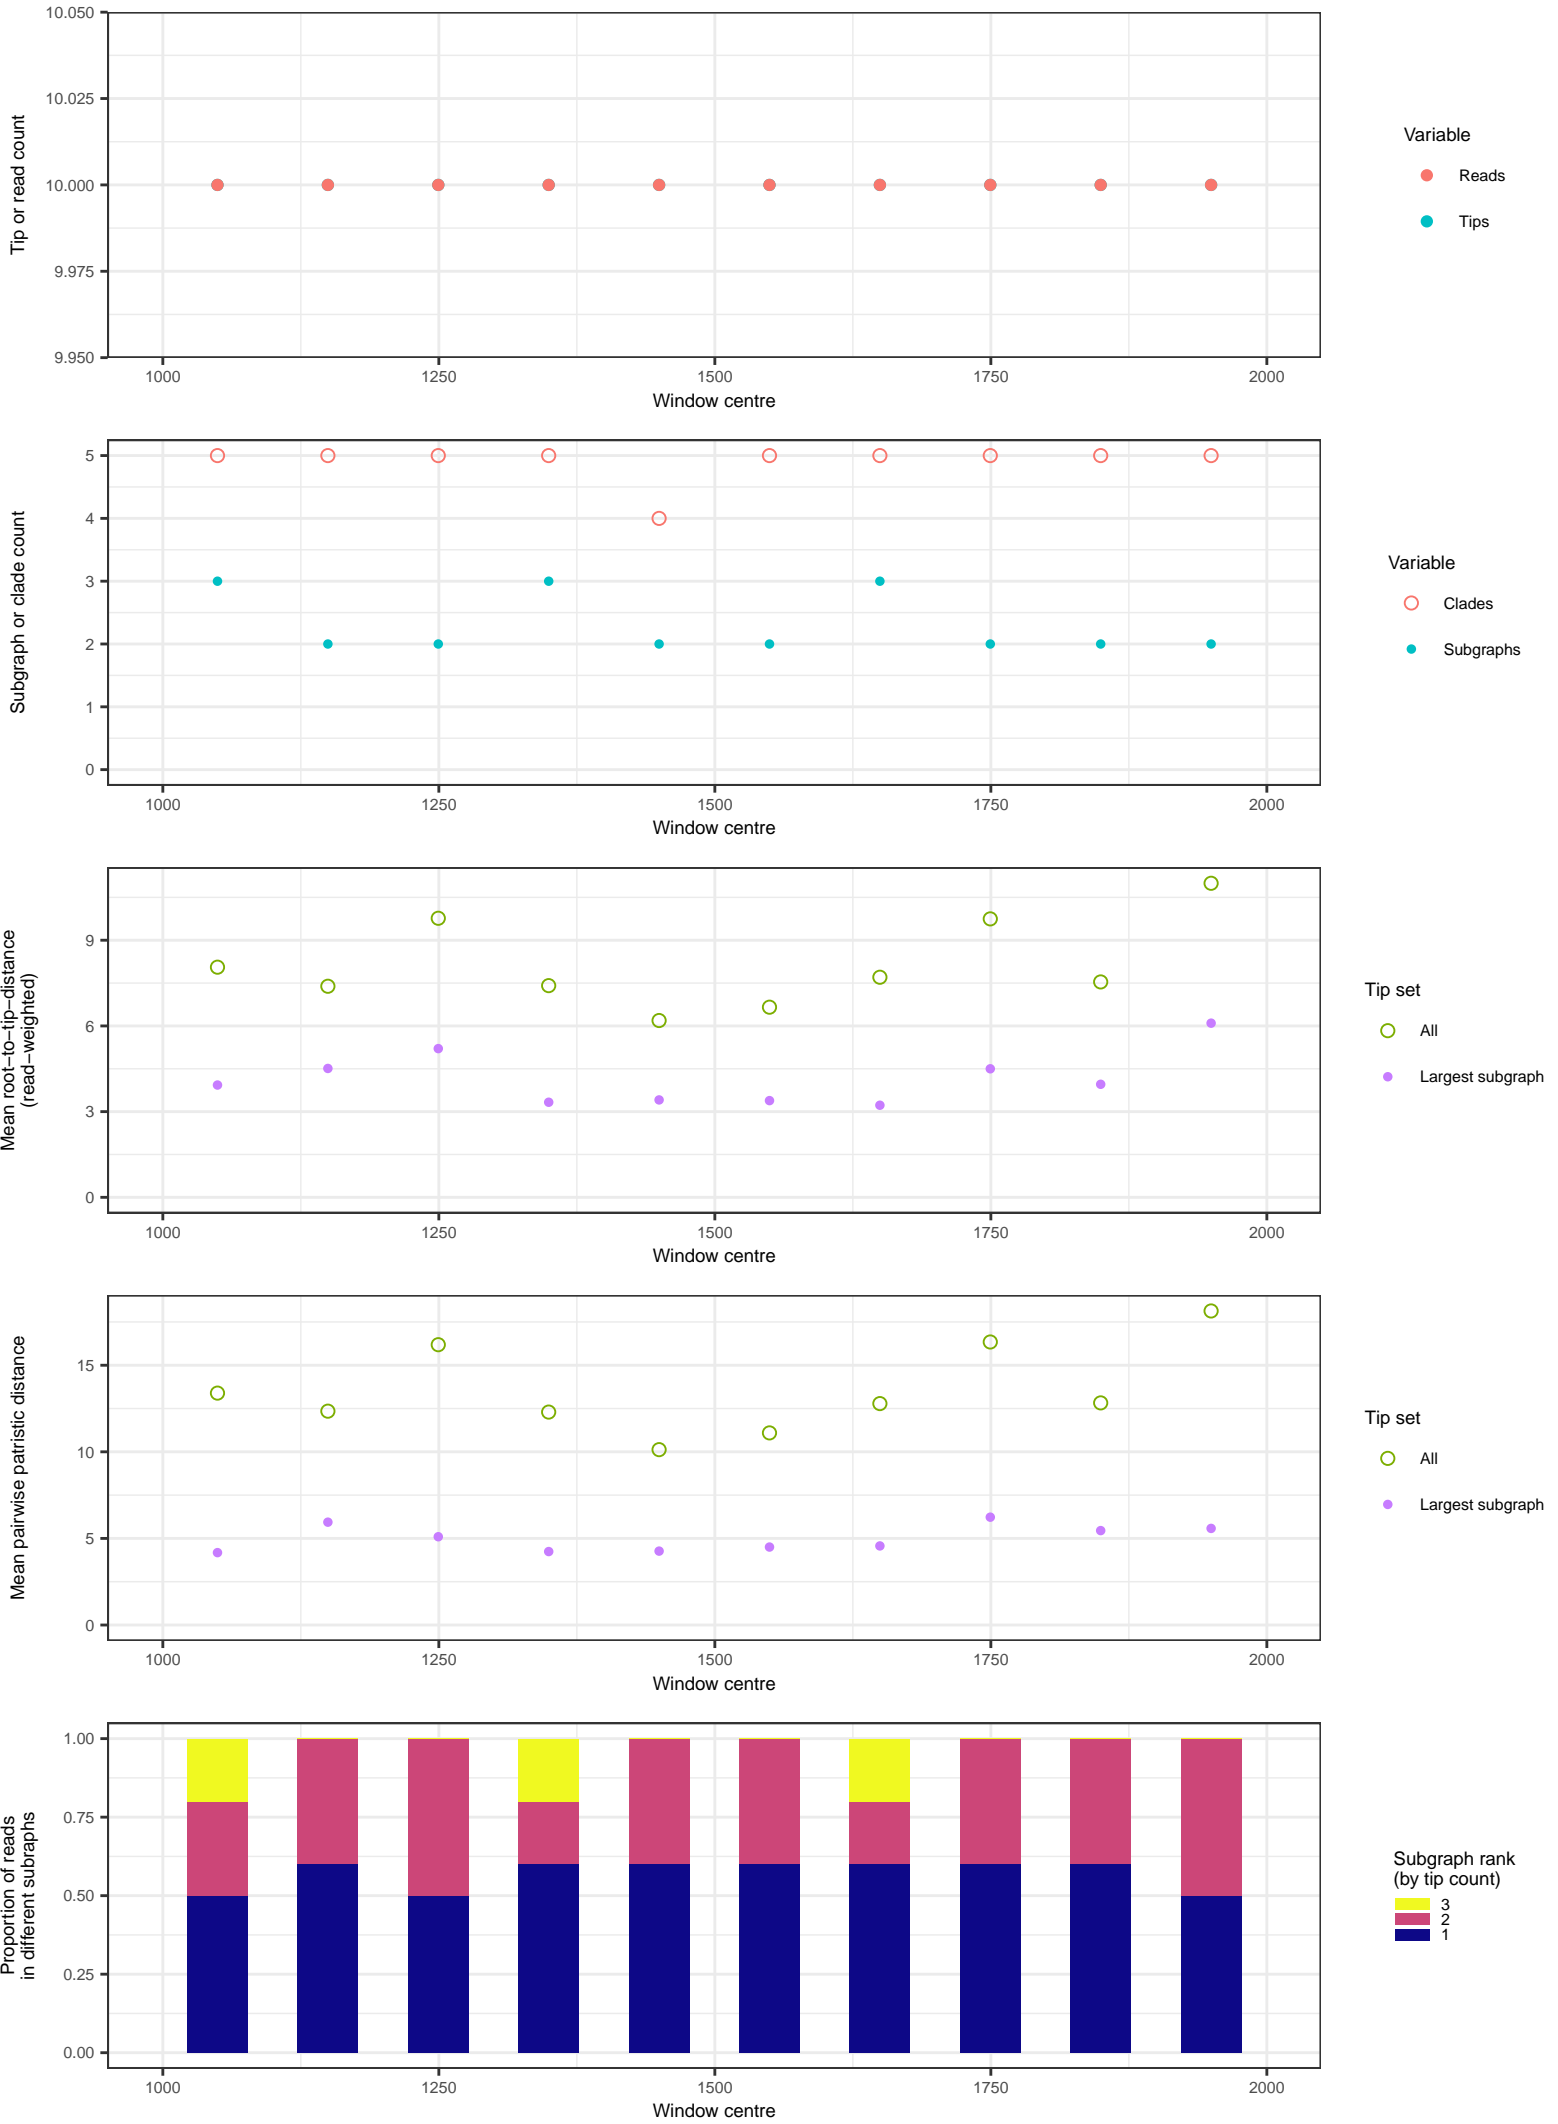 10.050
10.025
10.000
9.975
9.950
Tip or read count
1000 1250 1500 1750 2000
Window centre
Variable
Reads
Tips
5
4
3
2
1
0
Subgraph or clade count
1000 1250 1500 1750 2000
Window centre
Variable
Clades
Subgraphs
9
6
3
0
Mean root−to−tip−distance
(read−weighted)
1000 1250 1500 1750 2000
Window centre
Tip set
All
Largest subgraph
15
10
5
0
Mean pairwise patristic distance
1000 1250 1500 1750 2000
Window centre
Tip set
All
Largest subgraph
1.00
0.75
0.50
0.25
0.00
Proportion of reads
in different subraphs
1000 1250 1500 1750 2000
Window centre
Subgraph rank
(by tip count)
3
2
1